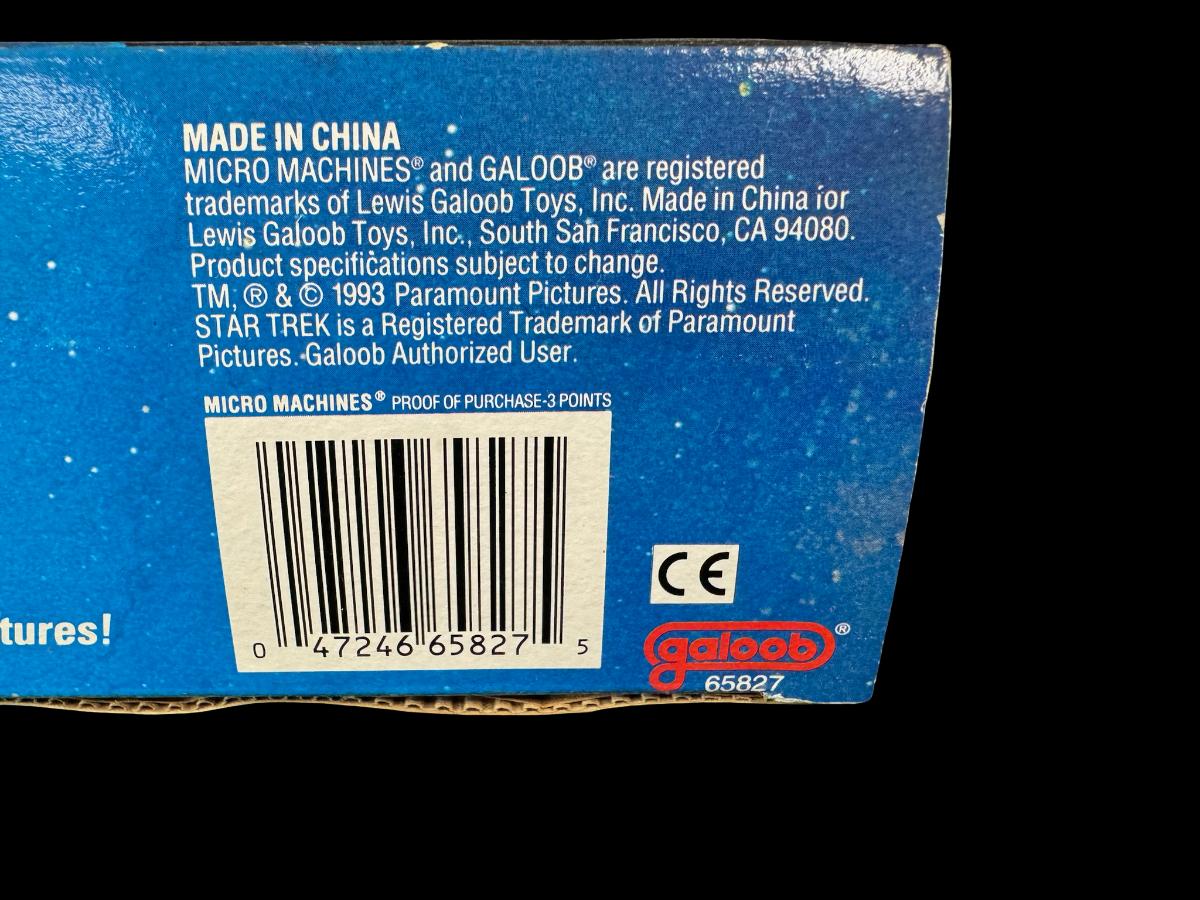 MADE IN CHINA
MICRO MACHINES® and GALOOB® are registered
trademarks of Lewis Galoob Toys, Inc. Made in China for
Lewis Galoob Toys, Inc., South San Francisco, CA 94080.
Product specifications subject to change.
TM, ® & © 1993 Paramount Pictures. All Rights Reserved.
STAR TREK is a Registered Trademark of Paramount
Pictures. Galoob Authorized User.
MICRO MACHINES® PROOF OF PURCHASE-3 POINTS
0 47246 65827 5
CE
tures!
galoob®
65827